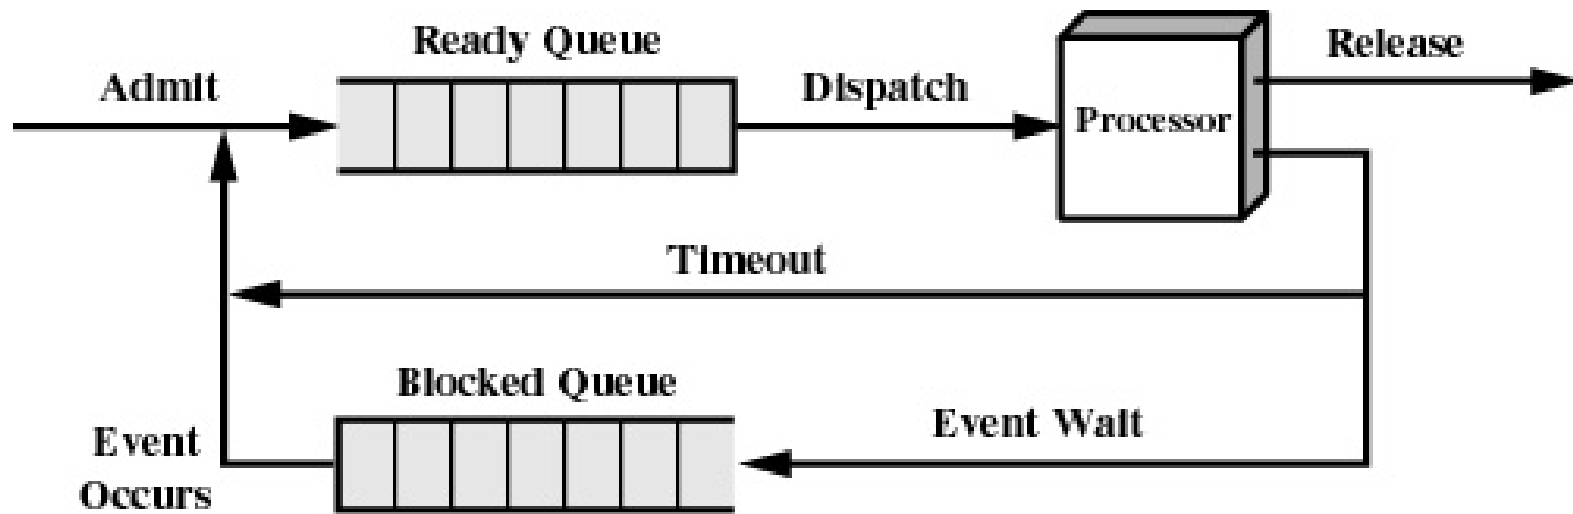 Ready Queue
Release
Admit
Dispatch
Processor
Timeout
Blocked Queue
Event Wait
Event
Occurs